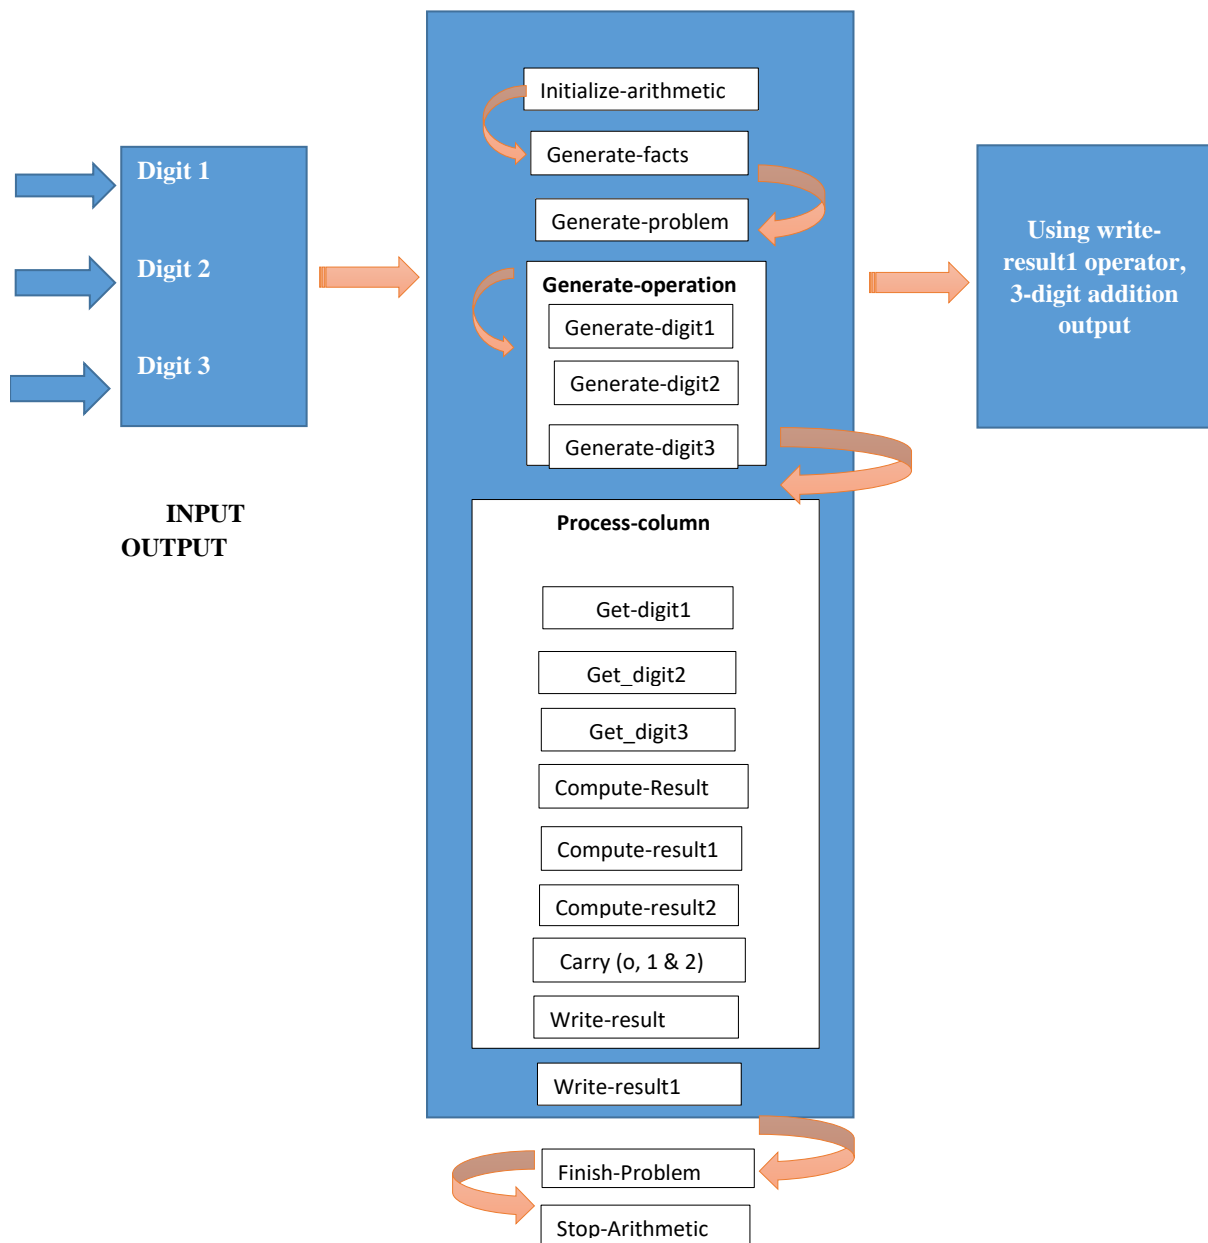 Digit 1
Digit 2
Digit 3
INPUT
OUTPUT
Initialize-arithmetic
Generate-facts
Generate-problem
Generate-operation
Generate-digit1
Generate-digit2
Generate-digit3
Process-column
Get-digit1
Get_digit2
Get_digit3
Compute-Result
Compute-result1
Compute-result2
Carry (o, 1 & 2)
Write-result
Write-result1
Finish-Problem
Stop-Arithmetic
Using write-
result1 operator,
3-digit addition
output